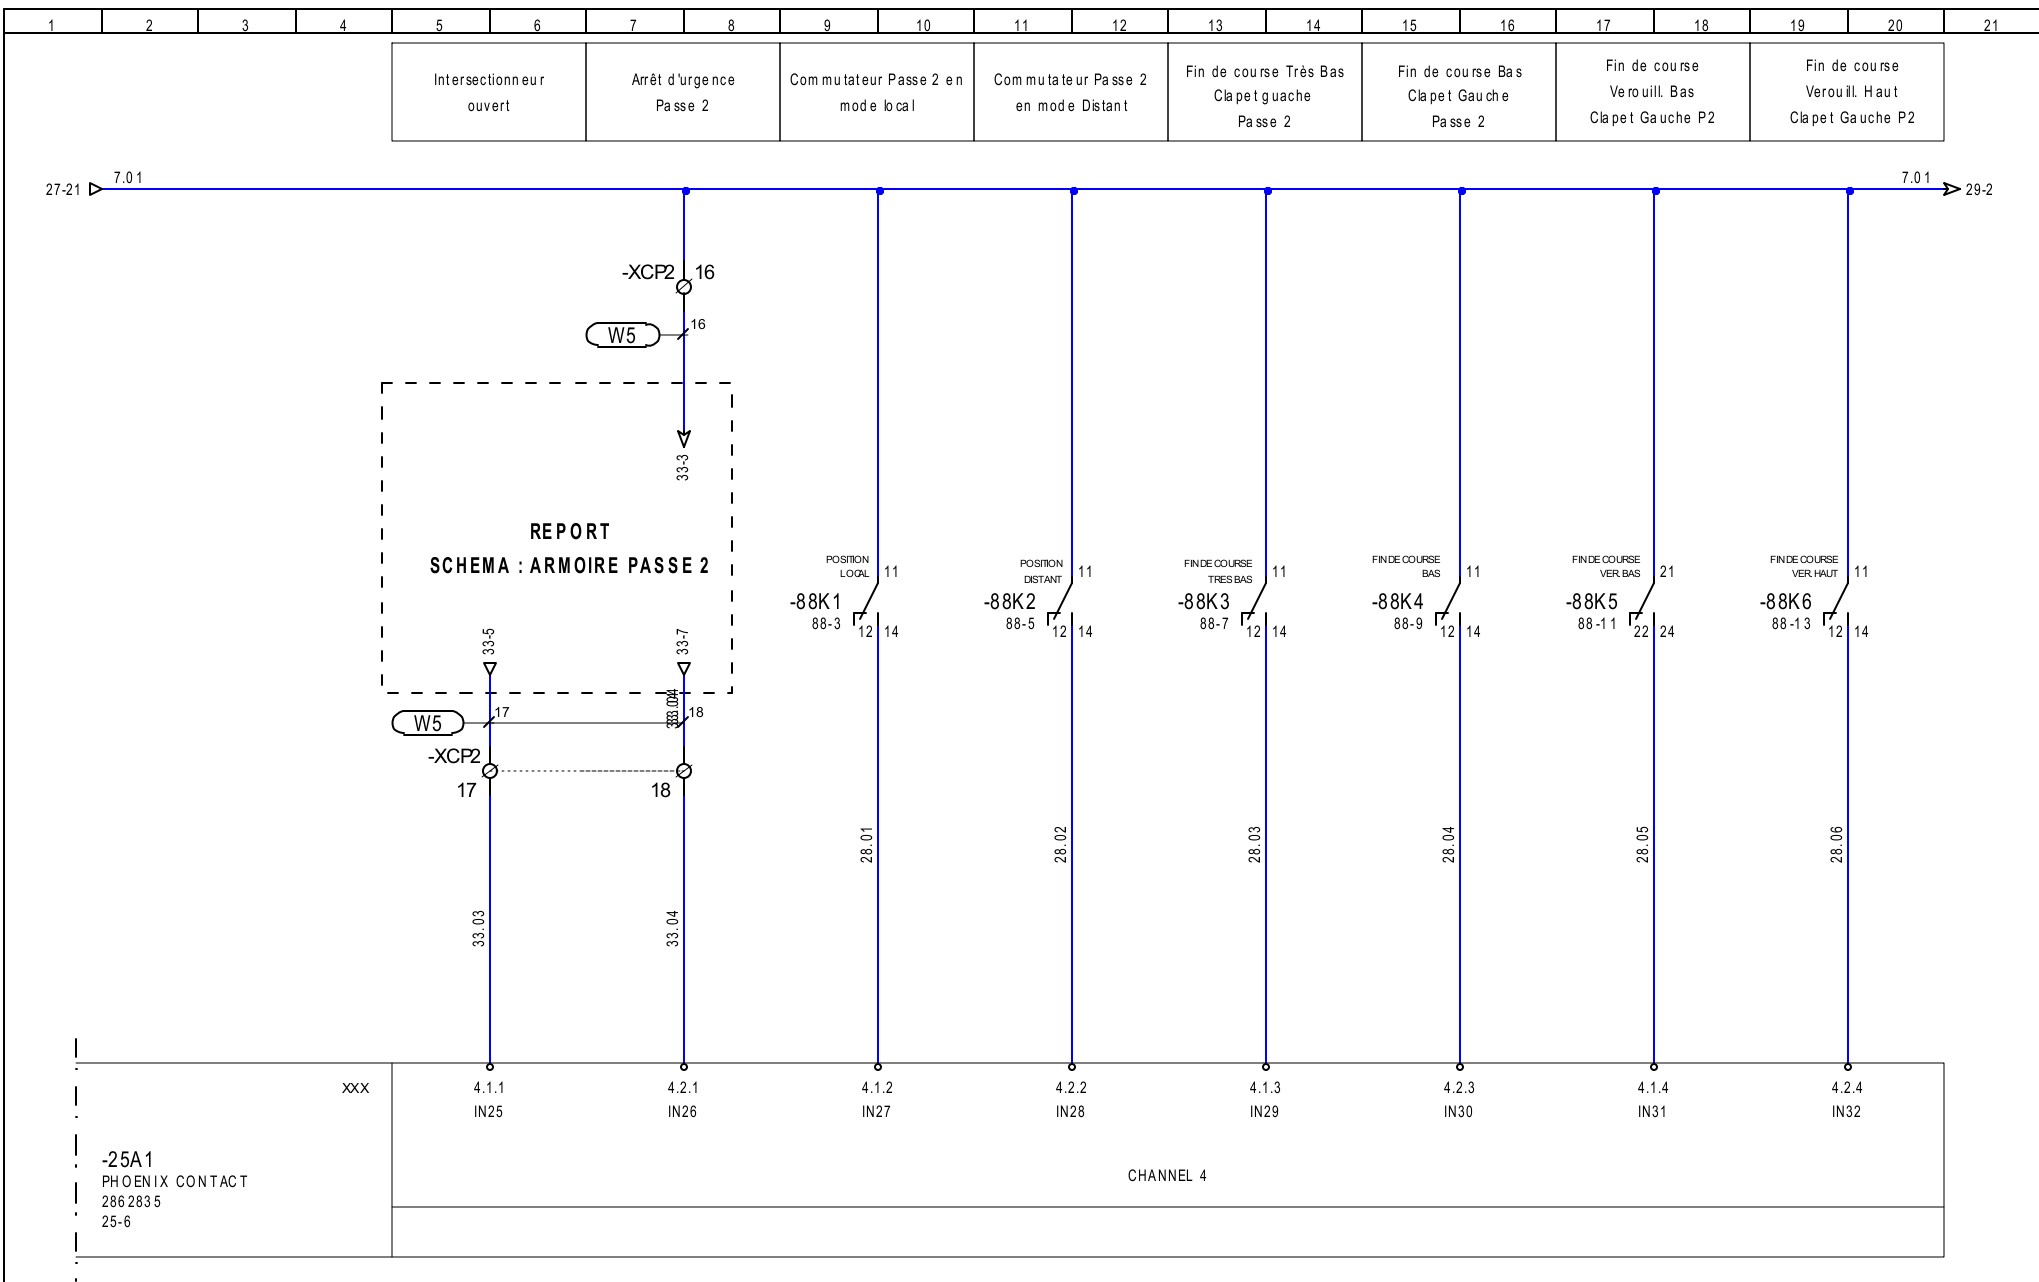 1 2 3 4 5 6 7 8 9 10 11 12 13 14 15 16 17 18 19 20 21
Intersectionneur
ouvert
Arrêt d'urgence
Passe 2
Commutateur Passe 2 en
mode local
Commutateur Passe 2
en mode Distant
Fin de course Très Bas
Clapet guache
Passe 2
Fin de course Bas
Clapet Gauche
Passe 2
Fin de course
Verouill. Bas
Clapet Gauche P2
Fin de course
Verouill. Haut
Clapet Gauche P2
27-21
7.01
7.01
29-2
-XCP2 16
W5
16
33-3
REPORT
SCHEMA : ARMOIRE PASSE 2
33-5
33-7
POSITION
LOCAL
11
-88K1
88-3
12 14
POSITION
DISTANT
11
-88K2
88-5
12 14
FIN DE COURSE
TRES BAS
11
-88K3
88-7
12 14
FIN DE COURSE
BAS
11
-88K4
88-9
12 14
FIN DE COURSE
VER. BAS
21
-88K5
88-11
22 24
FIN DE COURSE
VER. HAUT
11
-88K6
88-13
12 14
W5
17
18
-XCP2
17
18
33.03
33.04
28.01
28.02
28.03
28.04
28.05
28.06
XXX
4.1.1
IN25
4.2.1
IN26
4.1.2
IN27
4.2.2
IN28
4.1.3
IN29
4.2.3
IN30
4.1.4
IN31
4.2.4
IN32
-25A1
PHOENIX CONTACT
2862835
25-6
CHANNEL 4